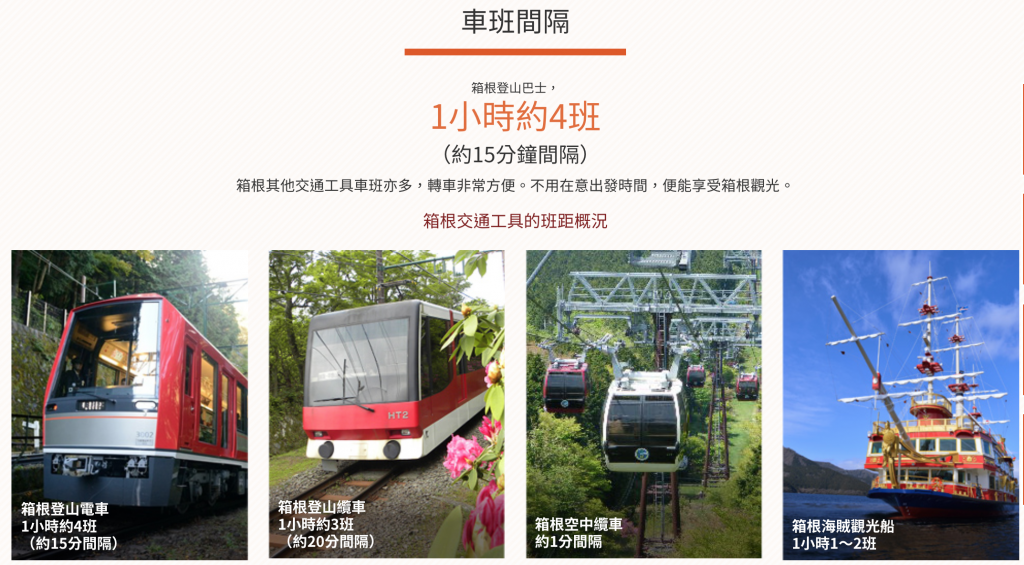 車班間隔
箱根登山巴士，
1小時約4班
（約15分鐘間隔）
箱根其他交通工具車班亦多，轉車非常方便。不用在意出發時間，便能享受箱根觀光。
箱根交通工具的班距概況
3002
箱根登山電車
1小時約4班
（約15分間隔）
HT2
箱根登山纜車
1小時約3班
（約20分間隔）
箱根空中纜車
約1分間隔
箱根海賊觀光船
1小時1～2班